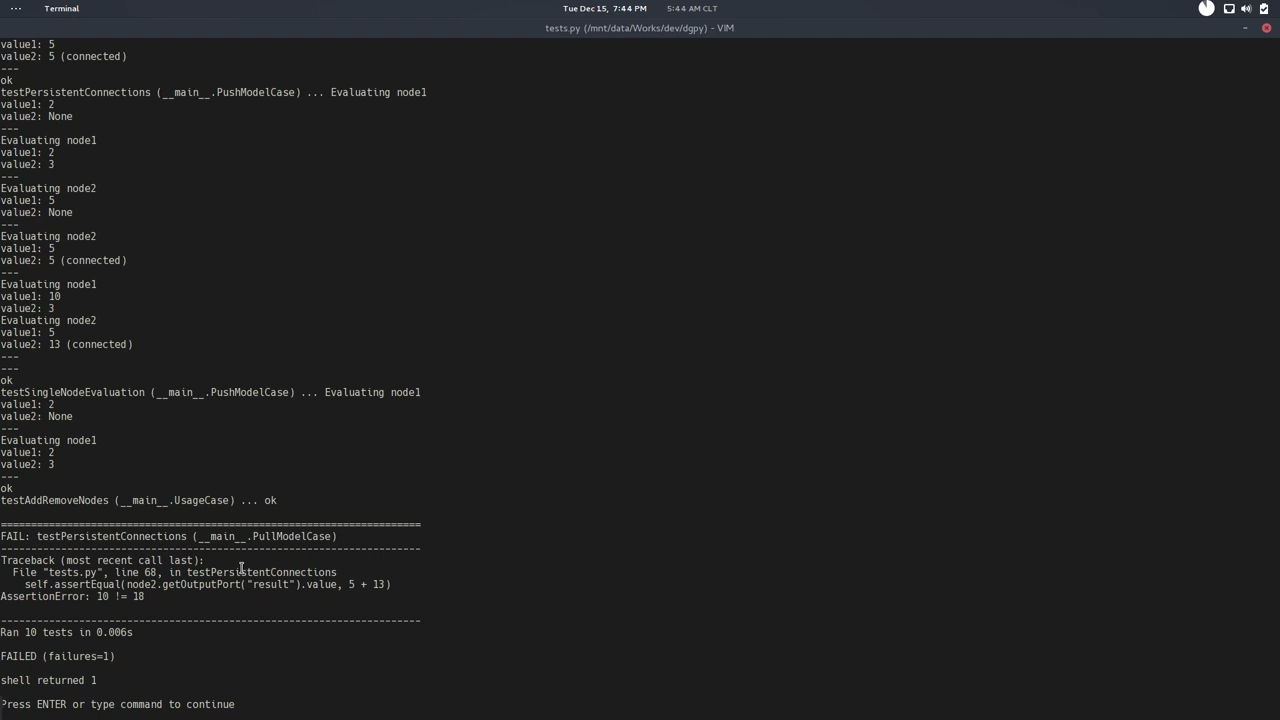 Terminal
Tue Dec 15, 7:44 PM
5:44 AM CLT
tests.py (/mnt/data/Works/dev/dgpy) - VIM
value1: 5
value2: 5 (connected)
---
ok
testPersistentConnections (__main__.PushModelCase) ... Evaluating node1
value1: 2
value2: None
---
Evaluating node1
value1: 2
value2: 3
---
Evaluating node2
value1: 5
value2: None
---
Evaluating node2
value1: 5
value2: 5 (connected)
---
Evaluating node1
value1: 10
value2: 3
Evaluating node2
value1: 5
value2: 13 (connected)
---
---
ok
testSingleNodeEvaluation (__main__.PushModelCase) ... Evaluating node1
value1: 2
value2: None
---
Evaluating node1
value1: 2
value2: 3
---
ok
testAddRemoveNodes (__main__.UsageCase) ... ok
======================================================================
FAIL: testPersistentConnections (__main__.PullModelCase)
----------------------------------------------------------------------
Traceback (most recent call last):
  File "tests.py", line 68, in testPersistentConnections
    self.assertEqual(node2.getOutputPort("result").value, 5 + 13)
AssertionError: 10 != 18
----------------------------------------------------------------------
Ran 10 tests in 0.006s
FAILED (failures=1)
shell returned 1
Press ENTER or type command to continue